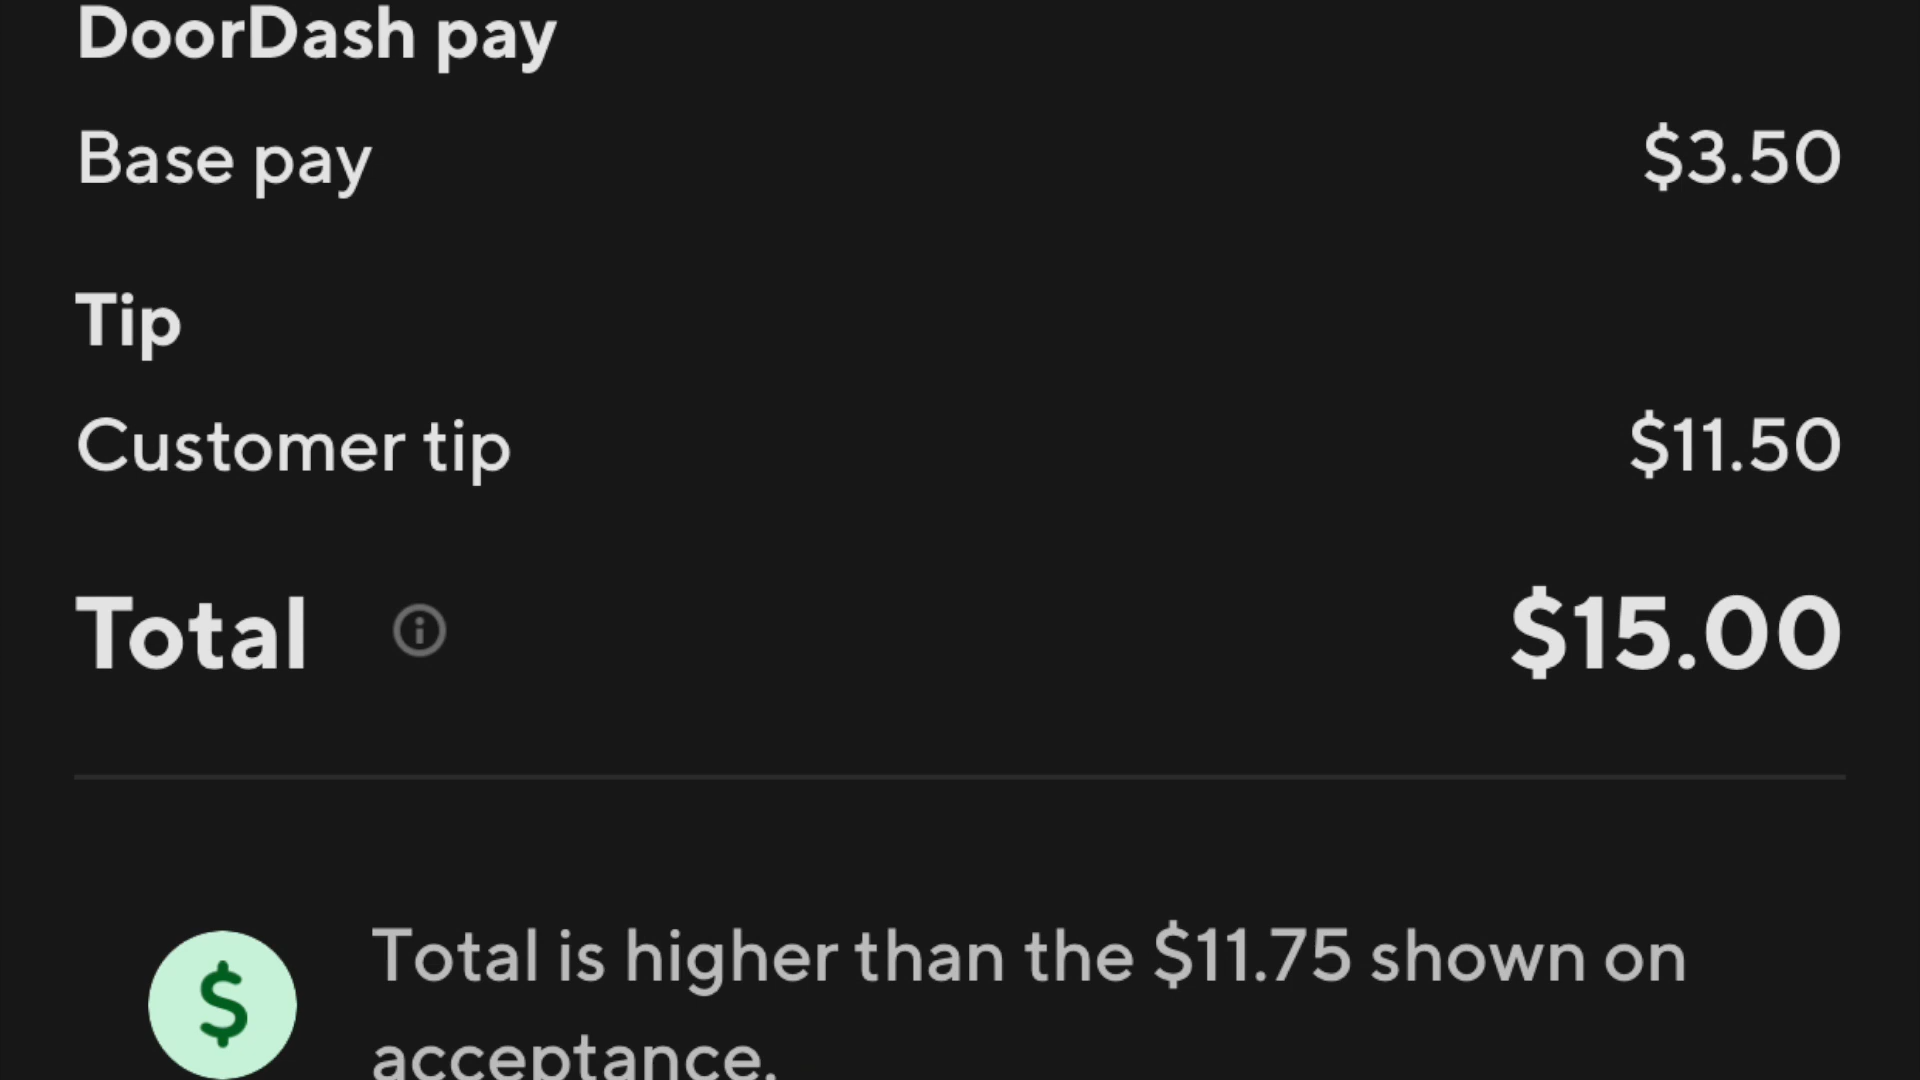 DoorDash pay
Base pay $3.50
Tip
Customer tip $11.50
Total $15.00
Total is higher than the $11.75 shown on
acceptance.